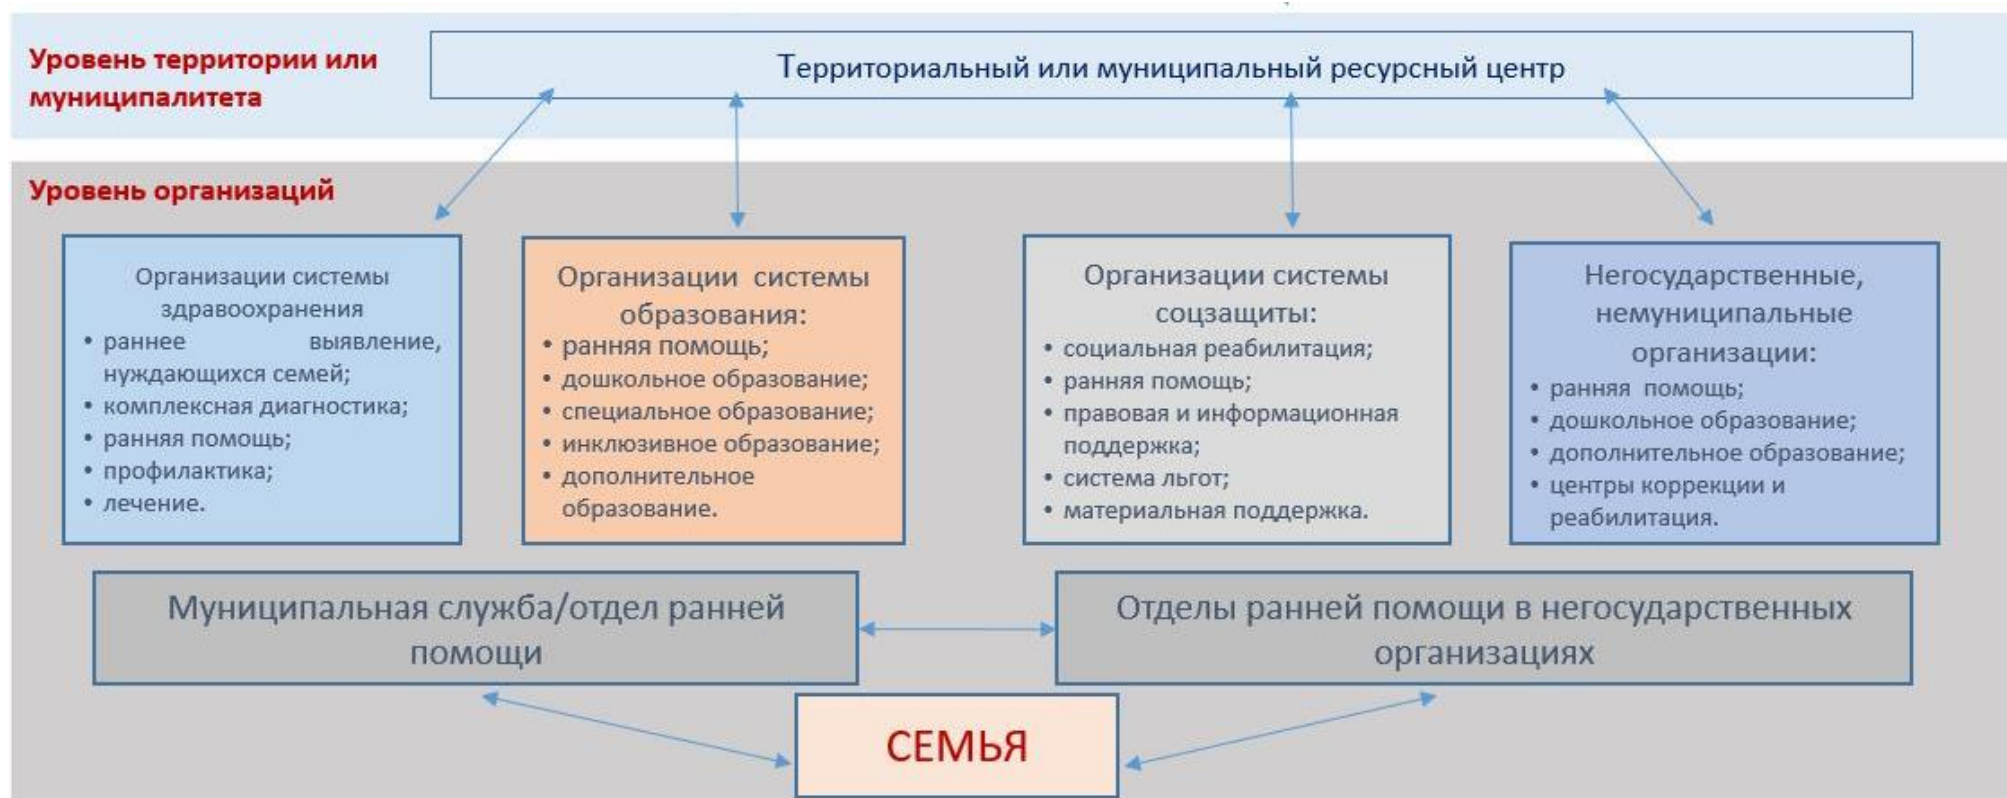 Уровень территории или
муниципалитета
Территориальный или муниципальный ресурсный центр
Уровень организаций
Организации системы
здравоохранения
• раннее выявление,
нуждающихся семей;
• комплексная диагностика;
• ранняя помощь;
• профилактика;
• лечение.
Организации системы
образования:
• ранняя помощь;
• дошкольное образование;
• специальное образование;
• инклюзивное образование;
• дополнительное
образование.
Организации системы
соцзащиты:
• социальная реабилитация;
• ранняя помощь;
• правовая и информационная
поддержка;
• система льгот;
• материальная поддержка.
Негосударственные,
немуниципальные
организации:
• ранняя помощь;
• дошкольное образование;
• дополнительное образование;
• центры коррекции и
реабилитация.
Муниципальная служба/отдел ранней
помощи
Отделы ранней помощи в негосударственных
организациях
СЕМЬЯ